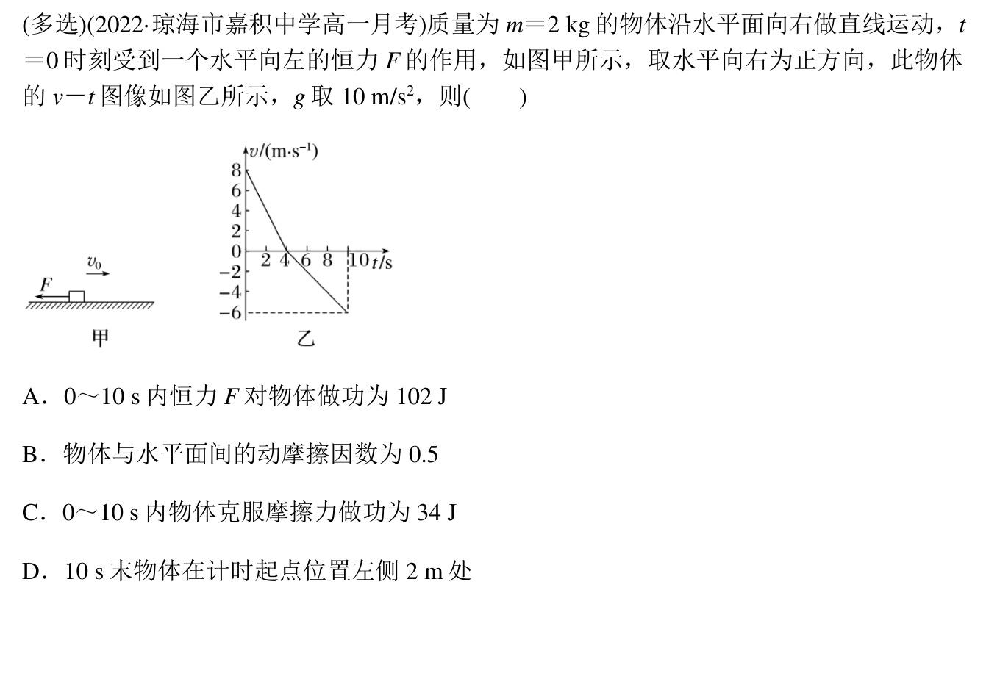 (多选)(2022·琼海市嘉积中学高一月考)质量为 m＝2 kg 的物体沿水平面向右做直线运动，t
＝0 时刻受到一个水平向左的恒力 F 的作用，如图甲所示，取水平向右为正方向，此物体
的 v－t 图像如图乙所示，g 取 10 m/s²，则(　　)
v/(m·s⁻¹)
8
6
4
2
0
2 4 6 8 10 t/s
−2
−4
−6
v₀
F
甲
乙
A．0～10 s 内恒力 F 对物体做功为 102 J
B．物体与水平面间的动摩擦因数为 0.5
C．0～10 s 内物体克服摩擦力做功为 34 J
D．10 s 末物体在计时起点位置左侧 2 m 处